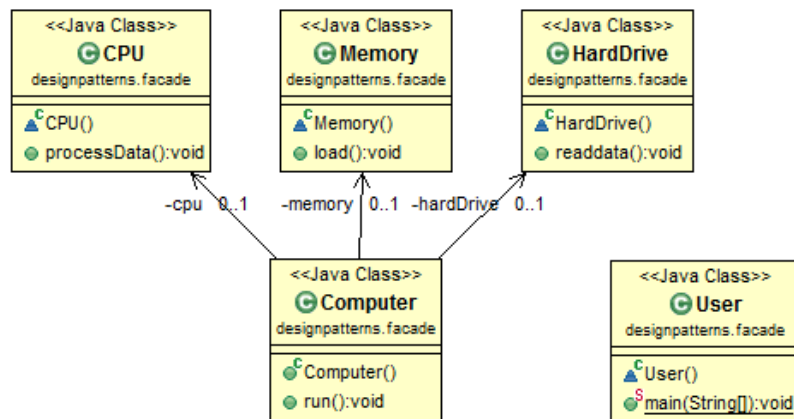 <<Java Class>>
CPU
designpatterns.facade
CPU()
processData():void
<<Java Class>>
Memory
designpatterns.facade
Memory()
load():void
<<Java Class>>
HardDrive
designpatterns.facade
HardDrive()
readdata():void
-cpu 0..1
-memory 0..1
-hardDrive 0..1
<<Java Class>>
Computer
designpatterns.facade
Computer()
run():void
<<Java Class>>
User
designpatterns.facade
User()
main(String[]):void